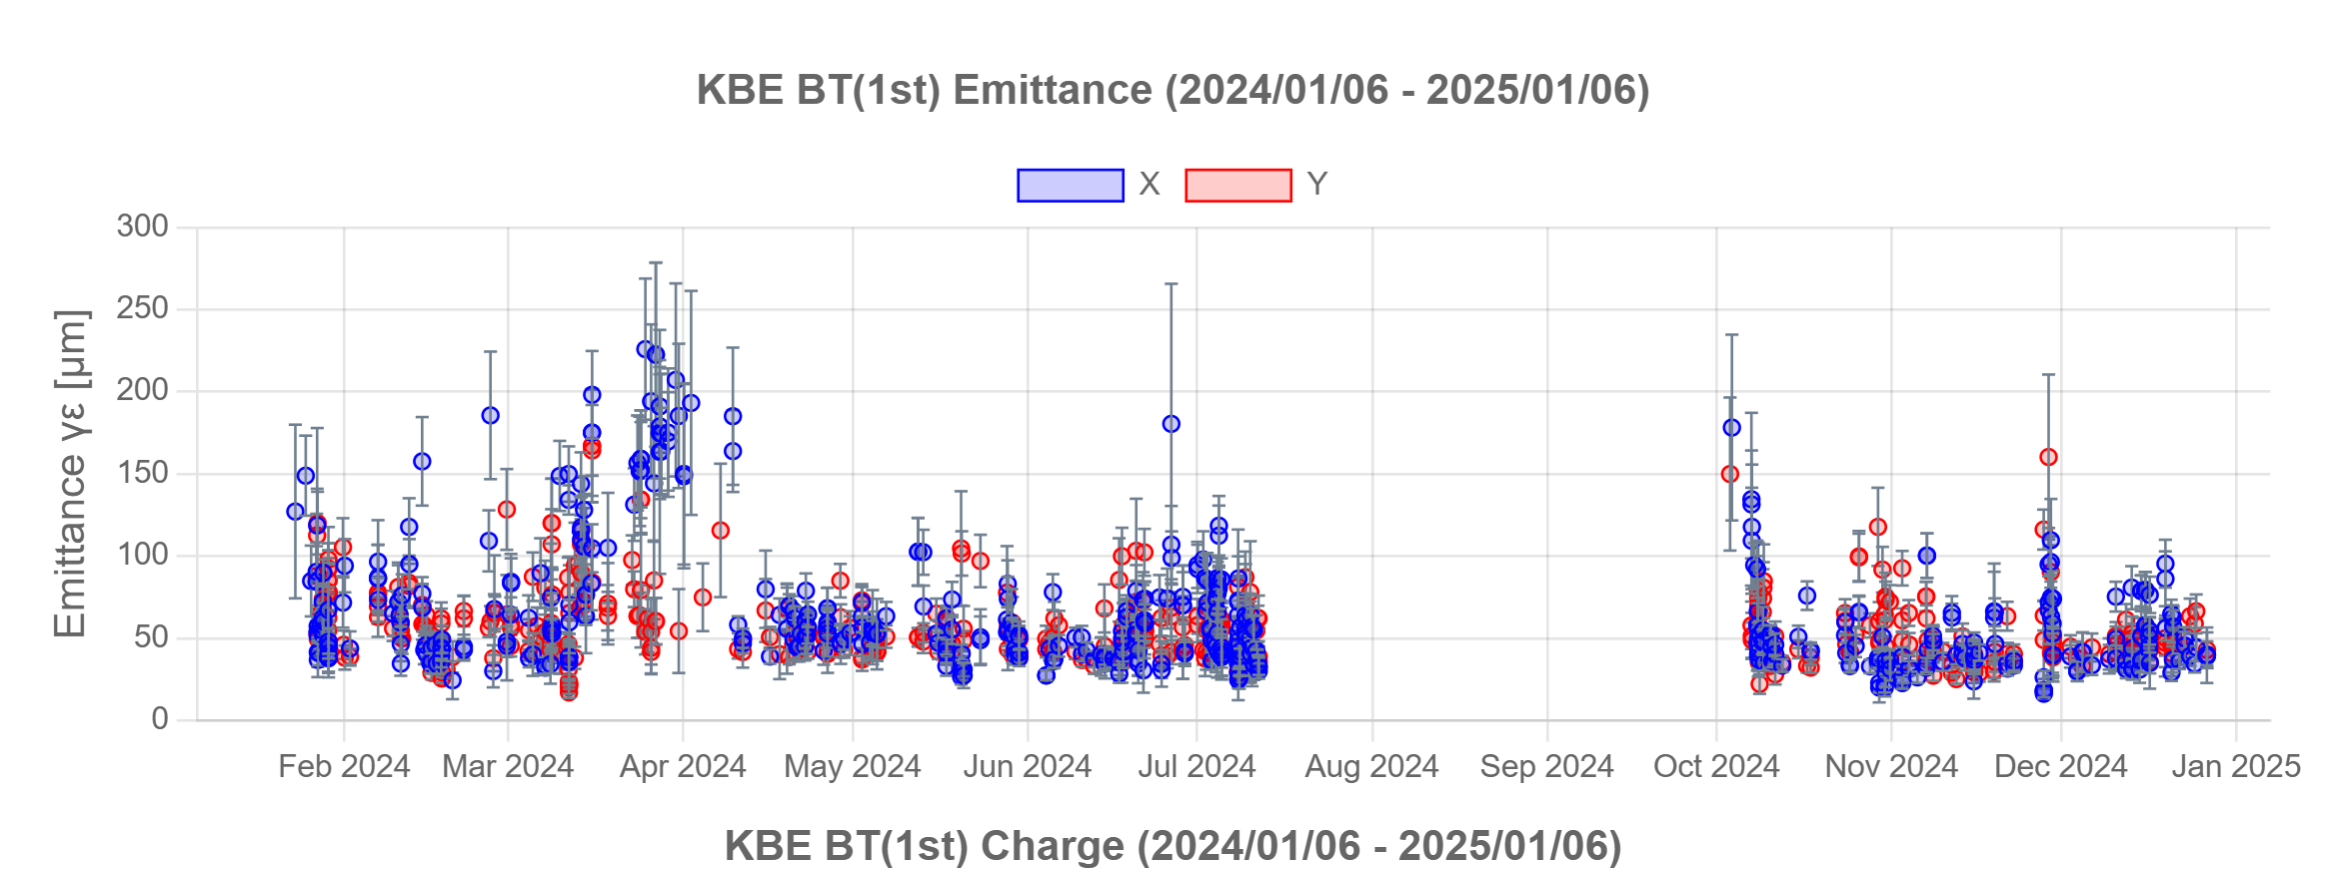 KBE BT(1st) Emittance (2024/01/06 - 2025/01/06)
X Y
Emittance γε [μm]
300
250
200
150
100
50
0
Feb 2024 Mar 2024 Apr 2024 May 2024 Jun 2024 Jul 2024 Aug 2024 Sep 2024 Oct 2024 Nov 2024 Dec 2024 Jan 2025
KBE BT(1st) Charge (2024/01/06 - 2025/01/06)